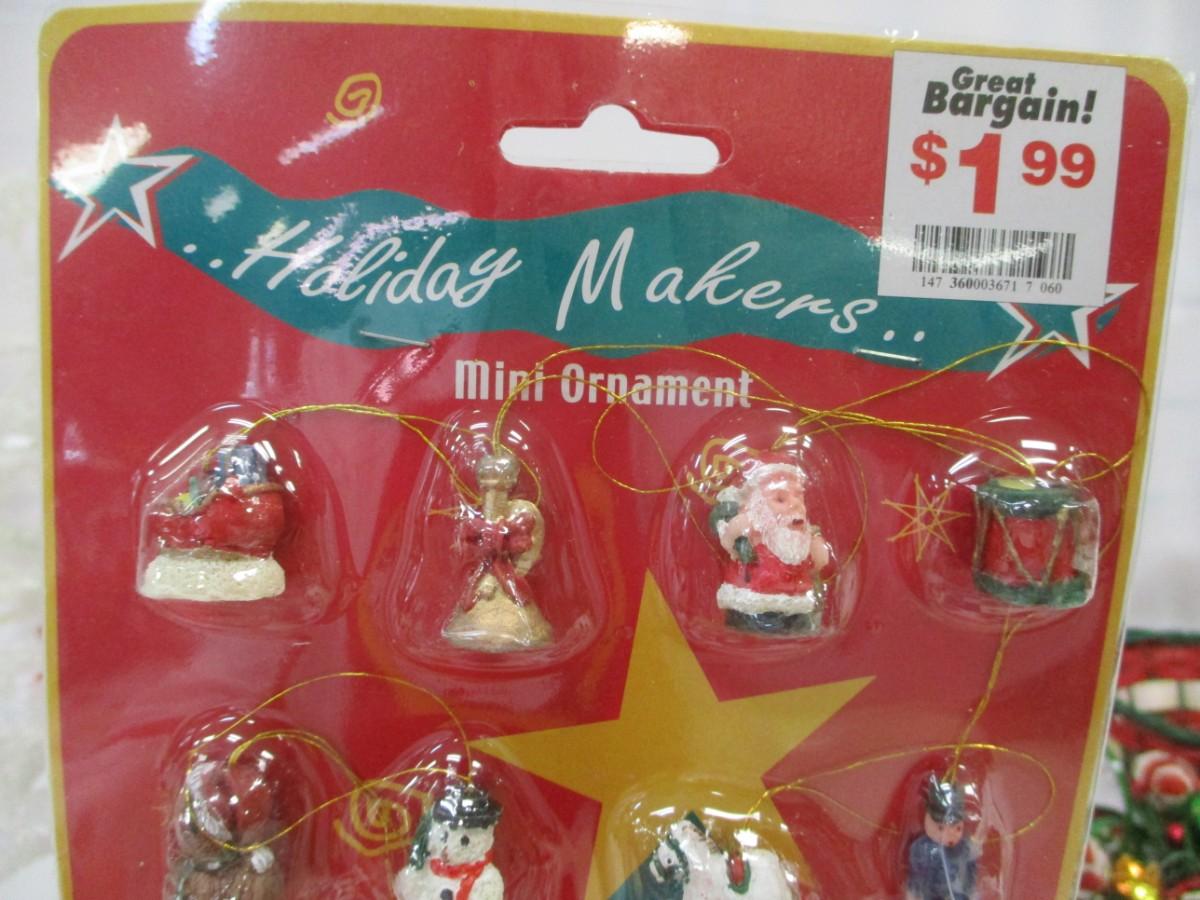 Great
Bargain!
$1 99
147 360003671 7 060
..Holiday Makers..
Mini Ornament